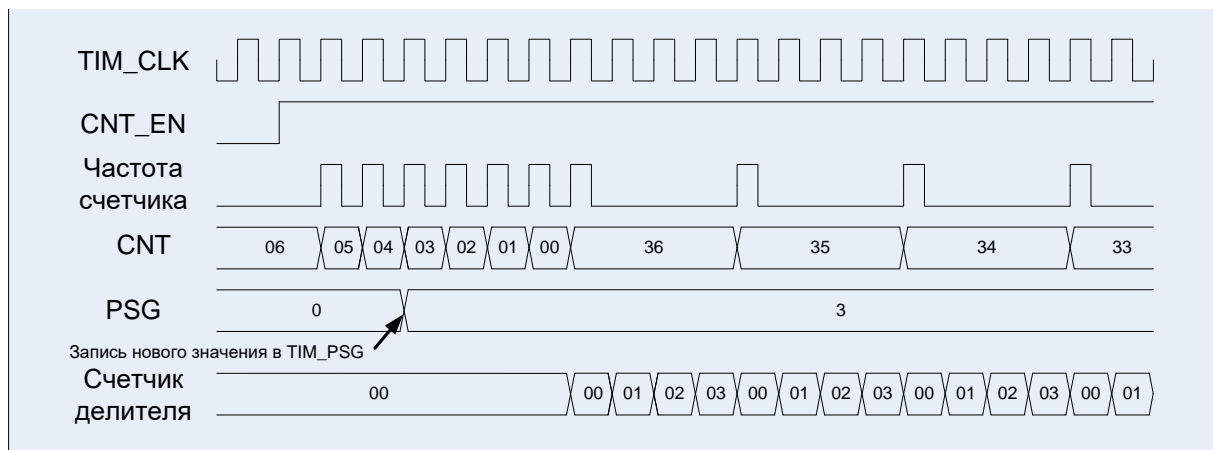 TIM_CLK
CNT_EN
Частота
счетчика
CNT 06 05 04 03 02 01 00 36 35 34 33
PSG 0 3
Запись нового значения в TIM_PSG
Счетчик
делителя 00 00 01 02 03 00 01 02 03 00 01 02 03 00 01